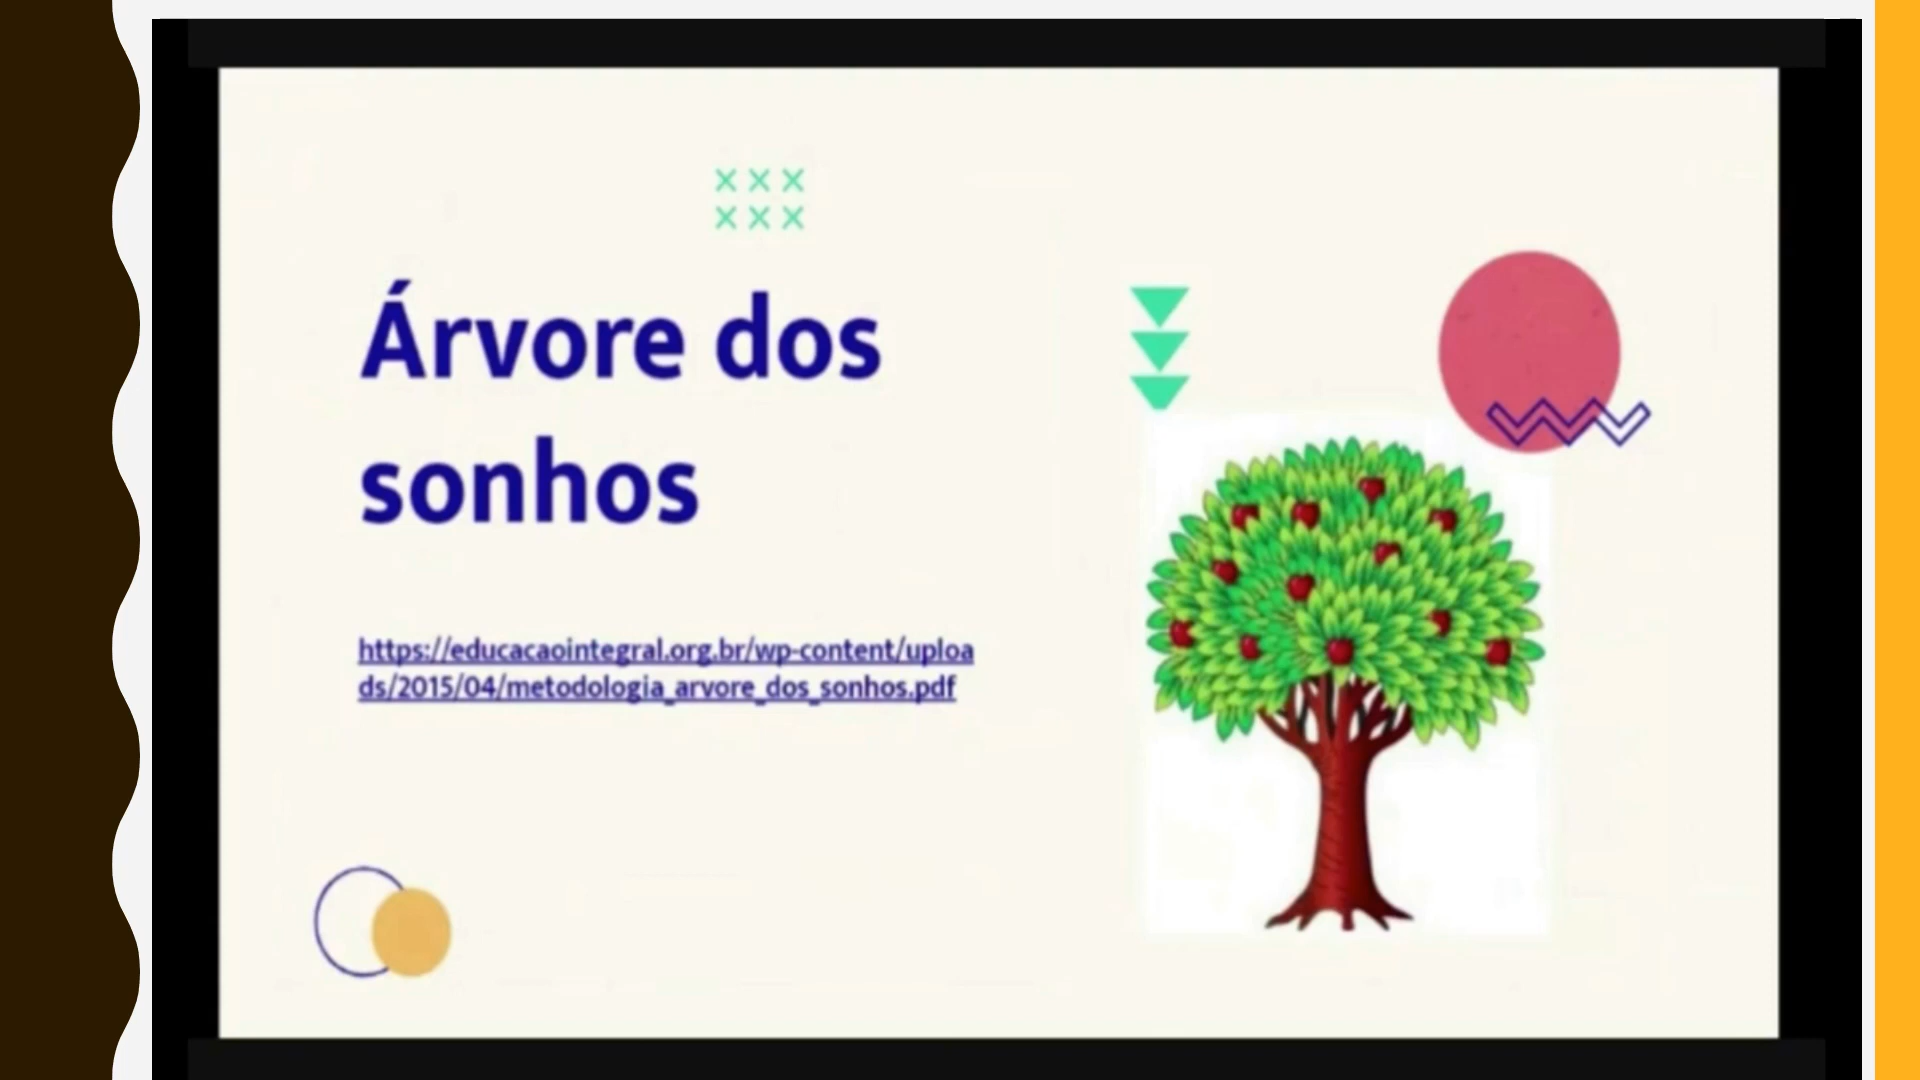 Árvore dos
sonhos
https://educacaointegral.org.br/wp-content/uploa
ds/2015/04/metodologia_arvore_dos_sonhos.pdf